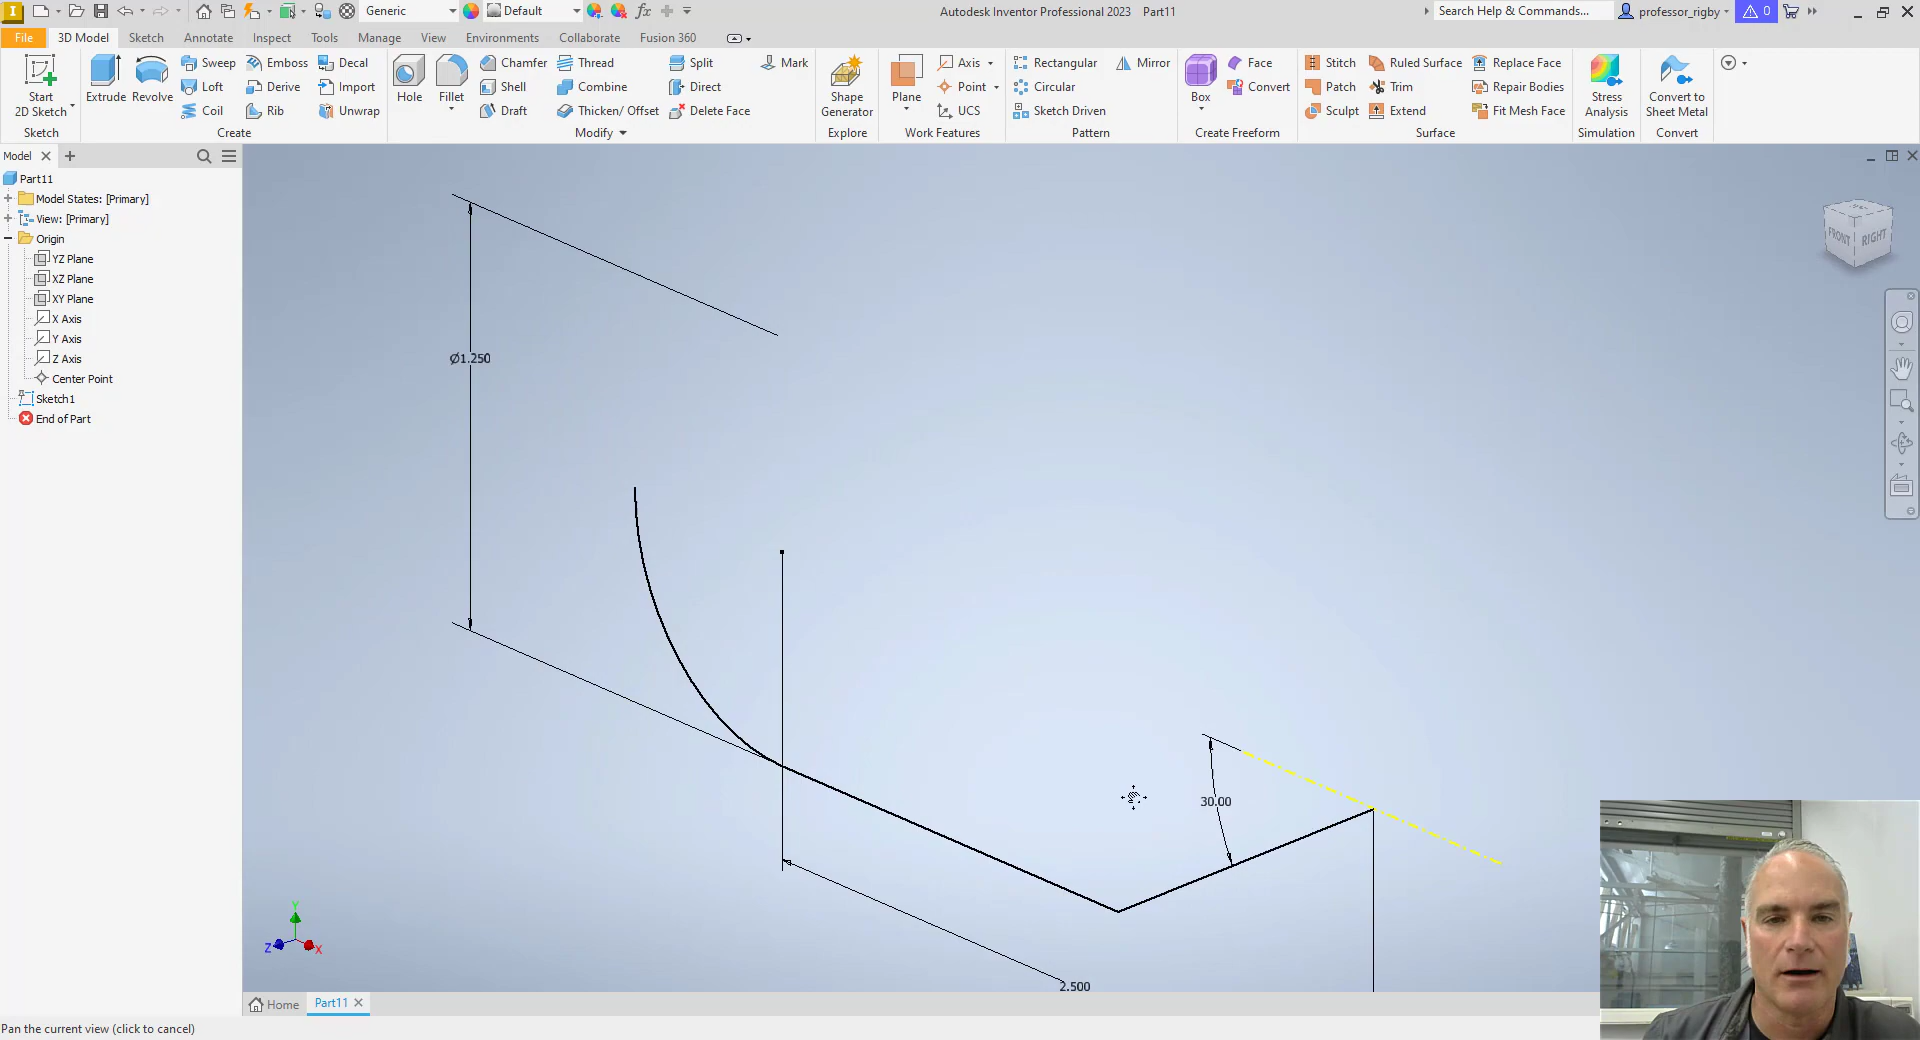 Generic
Default
fx
Autodesk Inventor Professional 2023 Part11
Search Help & Commands...
professor_rigby
0
File
3D Model
Sketch
Annotate
Inspect
Tools
Manage
View
Environments
Collaborate
Fusion 360
Start
2D Sketch
Sketch
Extrude
Revolve
Sweep
Loft
Coil
Emboss
Derive
Rib
Decal
Import
Unwrap
Create
Hole
Fillet
Chamfer
Shell
Draft
Thread
Combine
Thicken/ Offset
Split
Direct
Delete Face
Mark
Modify
Shape
Generator
Explore
Plane
Axis
Point
UCS
Work Features
Rectangular
Circular
Sketch Driven
Mirror
Pattern
Box
Face
Convert
Create Freeform
Stitch
Patch
Sculpt
Ruled Surface
Trim
Extend
Replace Face
Repair Bodies
Fit Mesh Face
Surface
Stress
Analysis
Simulation
Convert to
Sheet Metal
Convert
Model
Part11
Model States: [Primary]
View: [Primary]
Origin
YZ Plane
XZ Plane
XY Plane
X Axis
Y Axis
Z Axis
Center Point
Sketch1
End of Part
FRONT
RIGHT
Ø1.250
30.00
2.500
Y
Z
X
Home
Part11
Pan the current view (click to cancel)